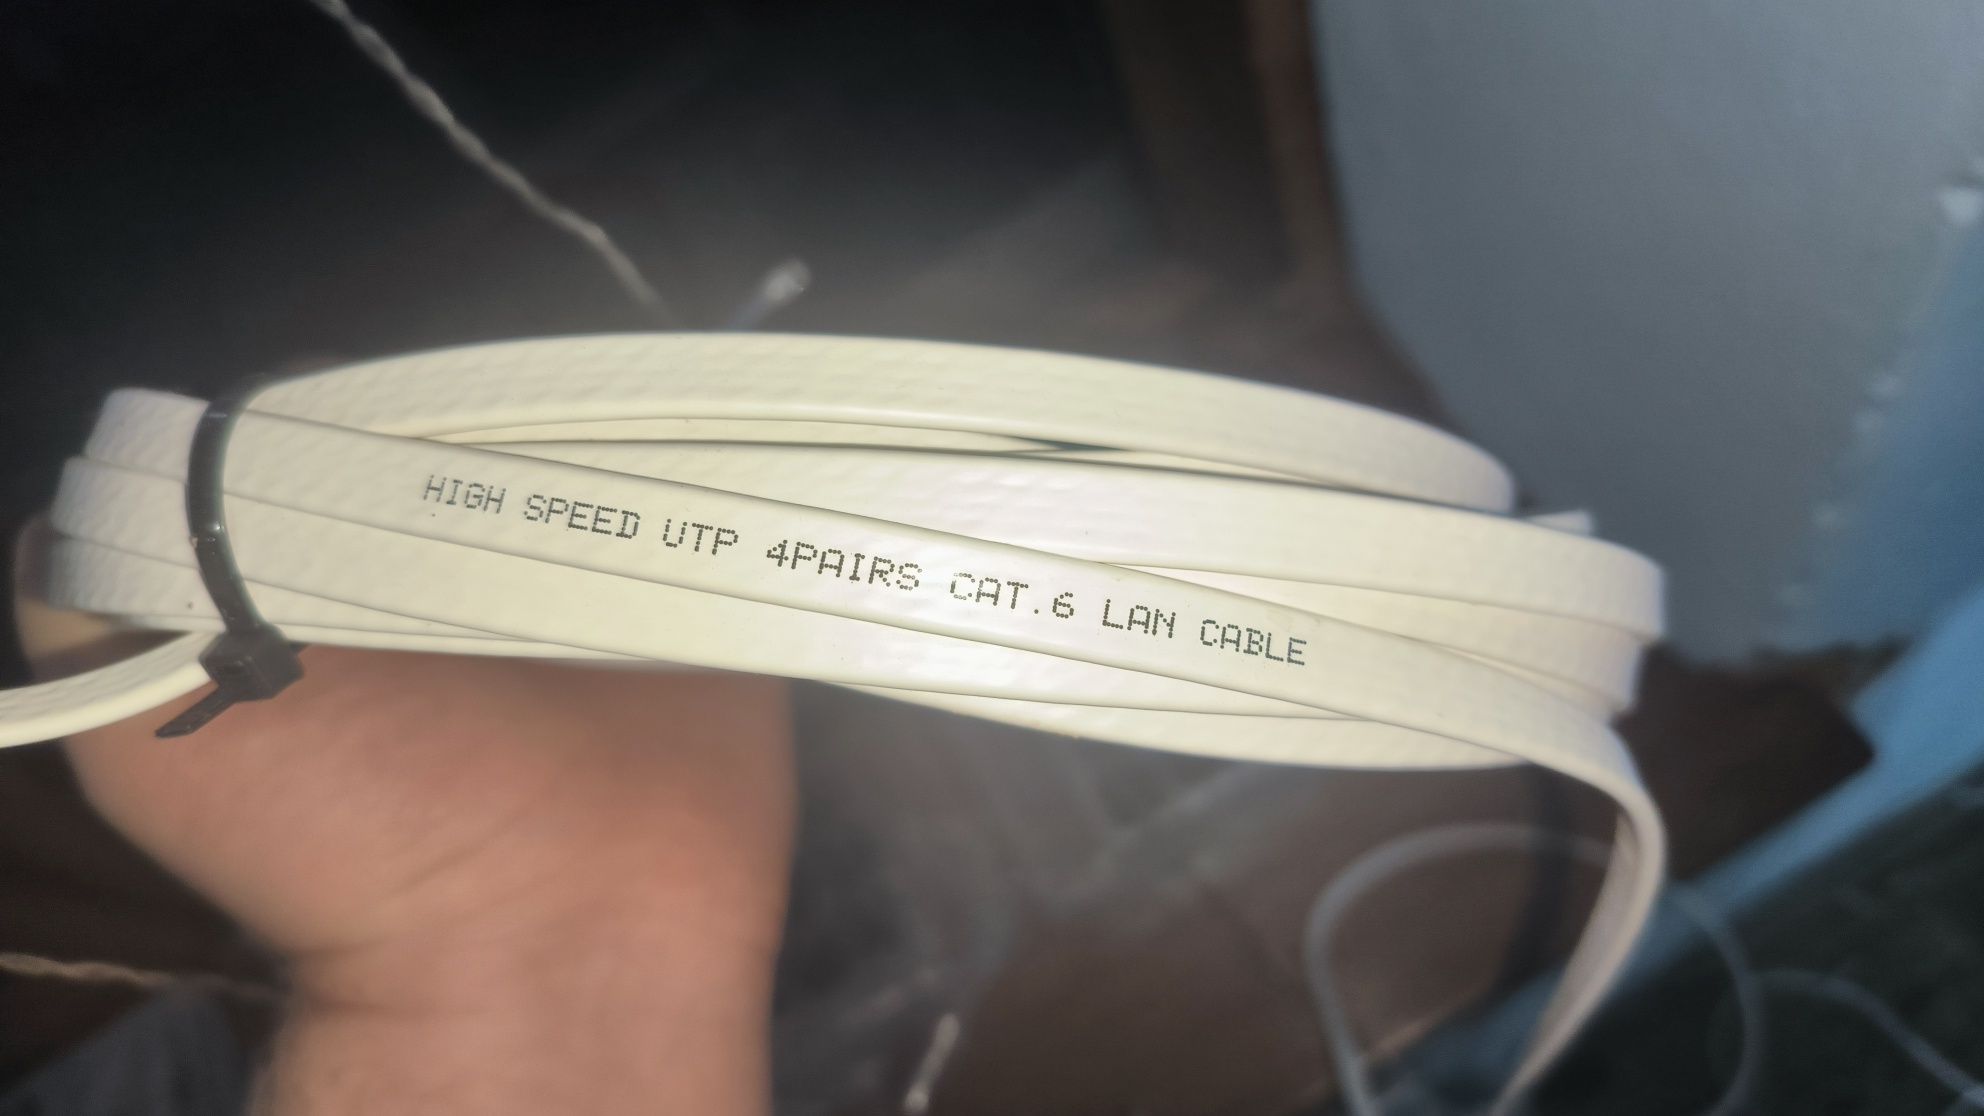 HIGH SPEED UTP 4PAIRS CAT.6 LAN CABLE